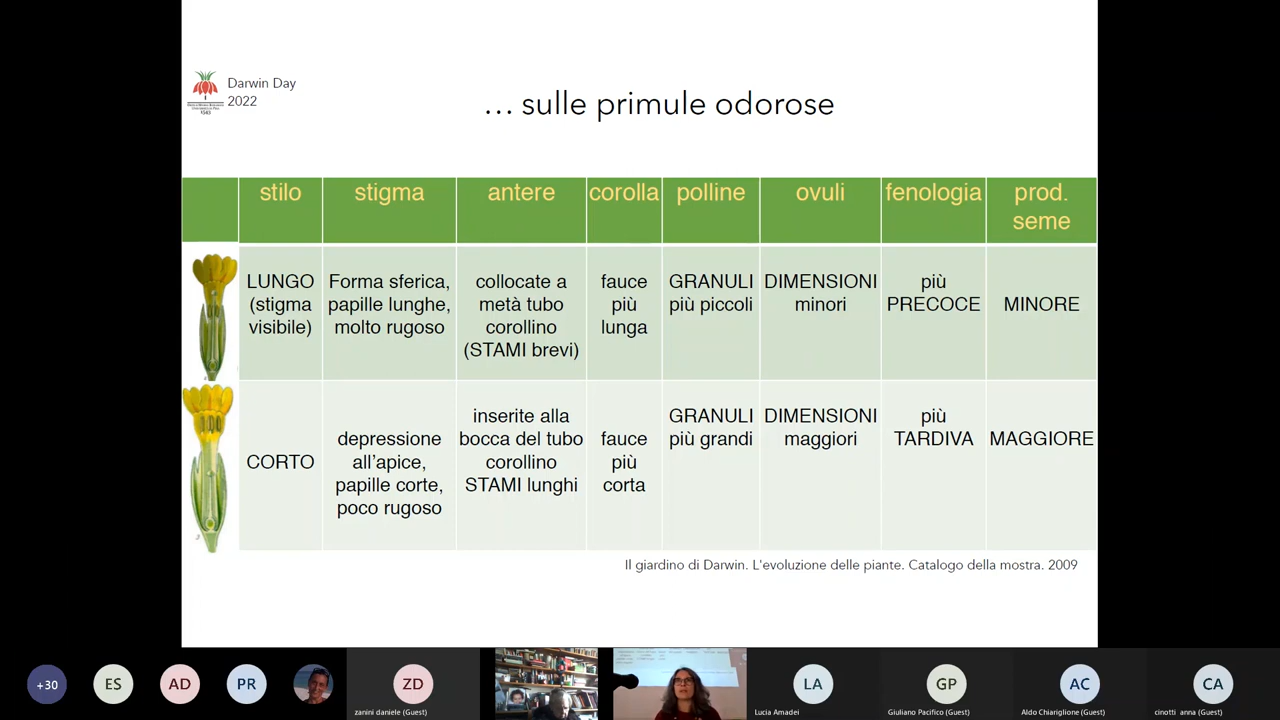 Darwin Day
2022
… sulle primule odorose
stilo
stigma
antere
corolla
polline
ovuli
fenologia
prod.
seme
LUNGO
(stigma
visibile)
Forma sferica,
papille lunghe,
molto rugoso
collocate a
metà tubo
corollino
(STAMI brevi)
fauce
più
lunga
GRANULI
più piccoli
DIMENSIONI
minori
più
PRECOCE
MINORE
CORTO
depressione
all'apice,
papille corte,
poco rugoso
inserite alla
bocca del tubo
corollino
STAMI lunghi
fauce
più
corta
GRANULI
più grandi
DIMENSIONI
maggiori
più
TARDIVA
MAGGIORE
Il giardino di Darwin. L'evoluzione delle piante. Catalogo della mostra. 2009
+30
ES
AD
PR
ZD
zanini daniele (Guest)
LA
Lucia Amadei
GP
Giuliano Pacifico (Guest)
AC
Aldo Chiariglione (Guest)
CA
cinotti anna (Guest)